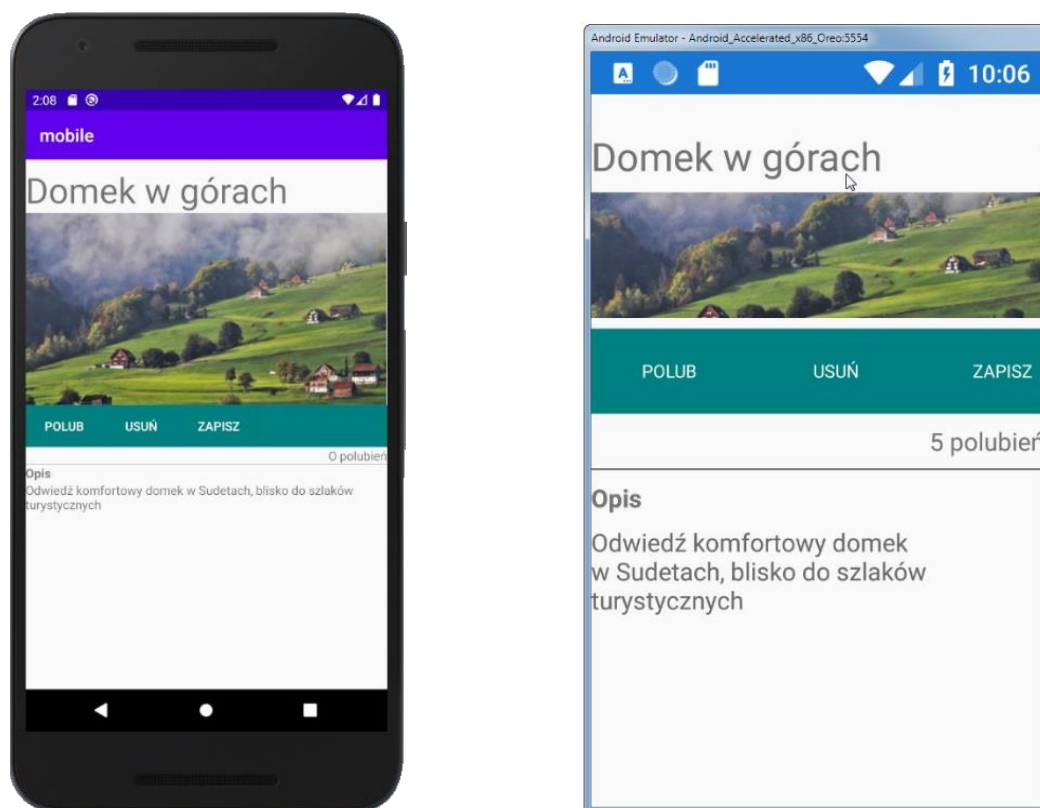 2:08
mobile
Domek w górach
POLUB USUŃ ZAPISZ
0 polubień
Opis
Odwiedź komfortowy domek w Sudetach, blisko do szlaków
turystycznych
Android Emulator - Android_Accelerated_x86_Oreo:5554
A 10:06
Domek w górach
POLUB USUŃ ZAPISZ
5 polubień
Opis
Odwiedź komfortowy domek
w Sudetach, blisko do szlaków
turystycznych